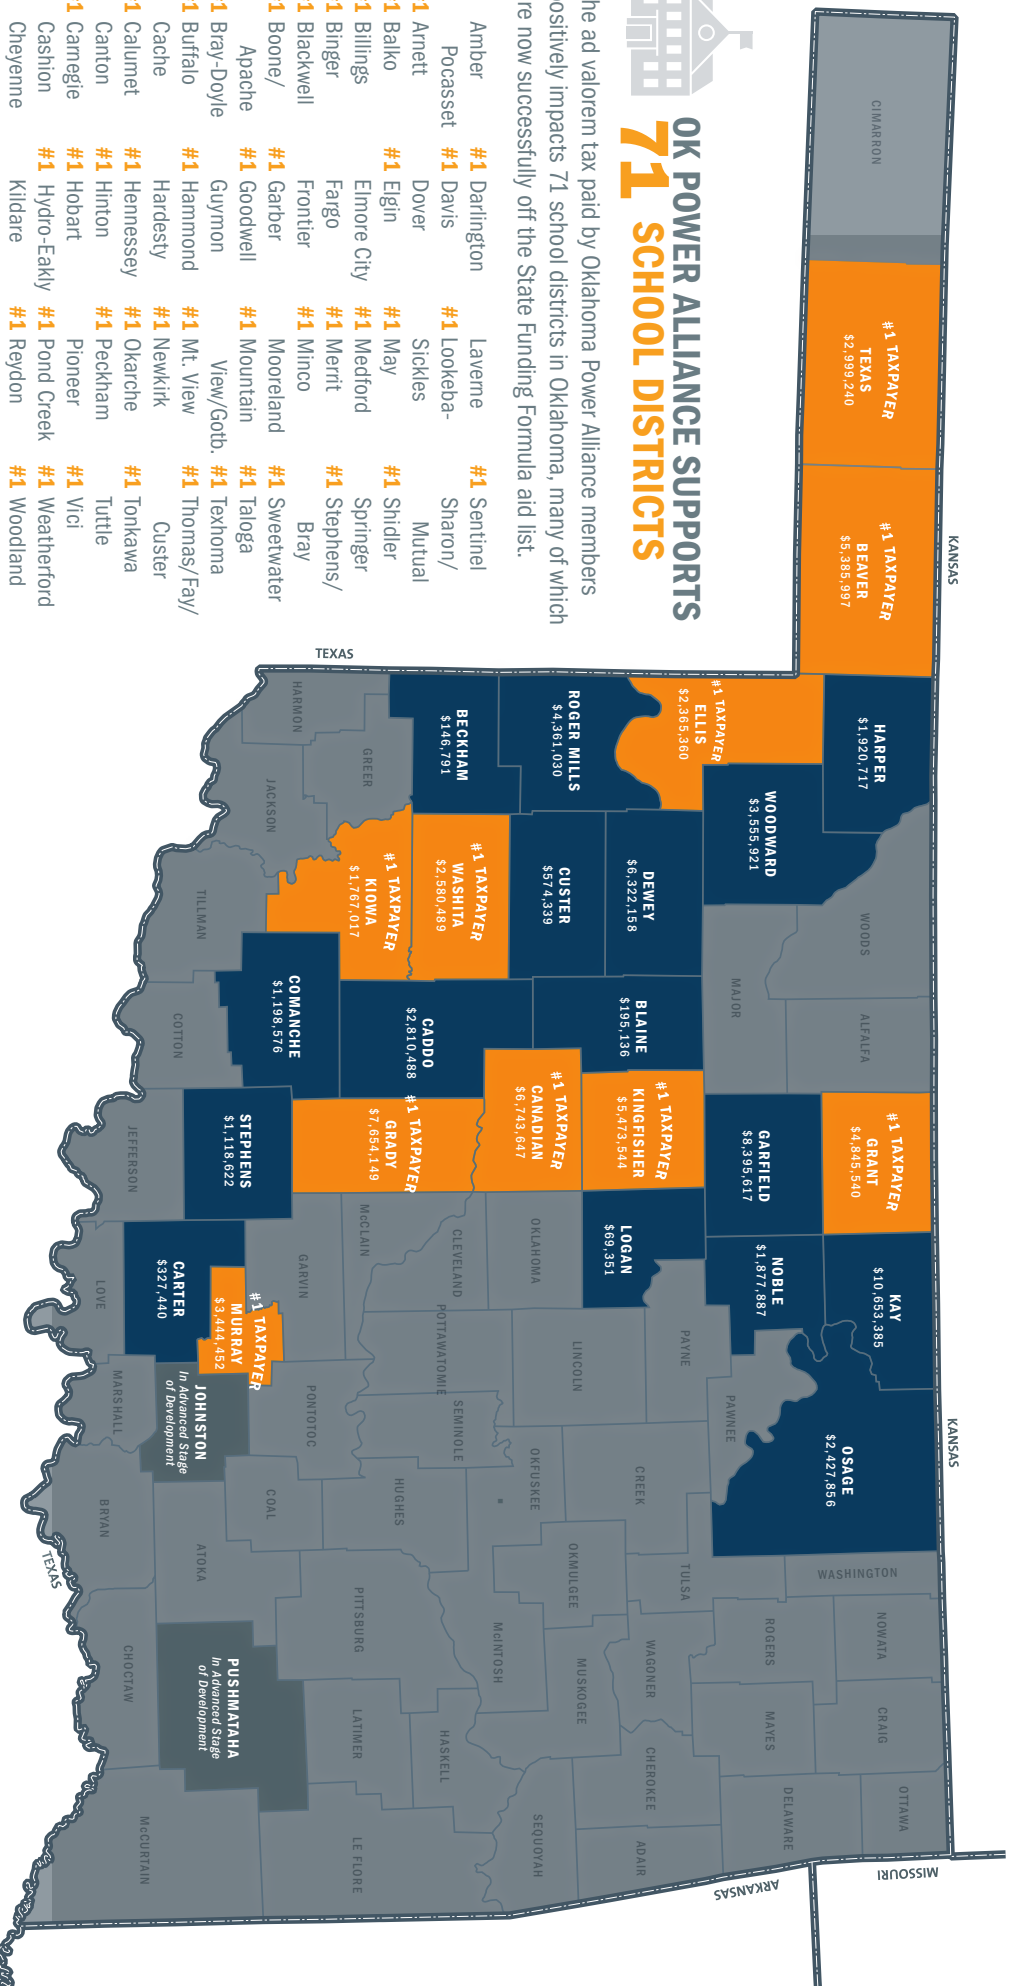 OK POWER ALLIANCE SUPPORTS
71 SCHOOL DISTRICTS
he ad valorem tax paid by Oklahoma Power Alliance members
positively impacts 71 school districts in Oklahoma, many of which
re now successfully off the State Funding Formula aid list.
Amber
Pocasset
1 Arnett
1 Balko
1 Billings
1 Binger
1 Blackwell
1 Boone/
Apache
1 Bray-Doyle
1 Buffalo
Cache
1 Calumet
Canton
1 Carnegie
1 Cashion
Cheyenne
#1 Darlington
#1 Davis
Dover
#1 Elgin
Elmore City
Fargo
Frontier
#1 Garber
#1 Goodwell
Guymon
#1 Hammond
Hardesty
#1 Hennessey
#1 Hinton
#1 Hobart
#1 Hydro-Eakly
Kildare
Laverne
#1 Lookeba-
Sickles
#1 May
#1 Medford
#1 Merrit
#1 Minco
Mooreland
#1 Mountain
View/Gotb.
#1 Mt. View
#1 Newkirk
#1 Okarche
#1 Peckham
Pioneer
#1 Pond Creek
#1 Reydon
#1 Sentinel
Sharon/
Mutual
#1 Shidler
Springer
#1 Stephens/
Bray
#1 Sweetwater
#1 Taloga
#1 Texhoma
#1 Thomas/Fay/
Custer
#1 Tonkawa
Tuttle
#1 Vici
#1 Weatherford
#1 Woodland
KANSAS
KANSAS
MISSOURI
ARKANSAS
TEXAS
TEXAS
CIMARRON
#1 TAXPAYER
TEXAS
$2,999,240
#1 TAXPAYER
BEAVER
$5,385,997
HARPER
$1,920,717
WOODS
ALFALFA
#1 TAXPAYER
GRANT
$4,845,540
KAY
$10,653,385
OSAGE
$2,427,856
WASHINGTON
NOWATA
CRAIG
OTTAWA
#1 TAXPAYER
ELLIS
$2,365,360
WOODWARD
$3,555,921
MAJOR
GARFIELD
$8,395,617
NOBLE
$1,877,887
PAWNEE
TULSA
ROGERS
MAYES
DELAWARE
ROGER MILLS
$4,361,030
DEWEY
$6,322,158
BLAINE
$195,136
#1 TAXPAYER
KINGFISHER
$5,473,544
LOGAN
$69,351
PAYNE
CREEK
WAGONER
CHEROKEE
ADAIR
BECKHAM
$146,791
CUSTER
$574,339
#1 TAXPAYER
CANADIAN
$6,743,647
OKLAHOMA
LINCOLN
OKFUSKEE
OKMULGEE
MUSKOGEE
SEQUOYAH
#1 TAXPAYER
WASHITA
$2,580,489
CADDO
$2,810,488
#1 TAXPAYER
GRADY
$7,654,149
McCLAIN
CLEVELAND
POTTAWATOMIE
SEMINOLE
HUGHES
McINTOSH
HASKELL
HARMON
GREER
JACKSON
#1 TAXPAYER
KIOWA
$1,767,017
COMANCHE
$1,198,576
GARVIN
PONTOTOC
COAL
PITTSBURG
LATIMER
LE FLORE
TILLMAN
COTTON
STEPHENS
$1,118,622
#1 TAXPAYER
MURRAY
$3,444,452
JOHNSTON
In Advanced Stage
of Development
ATOKA
PUSHMATAHA
In Advanced Stage
of Development
JEFFERSON
CARTER
$327,440
LOVE
MARSHALL
BRYAN
CHOCTAW
McCURTAIN